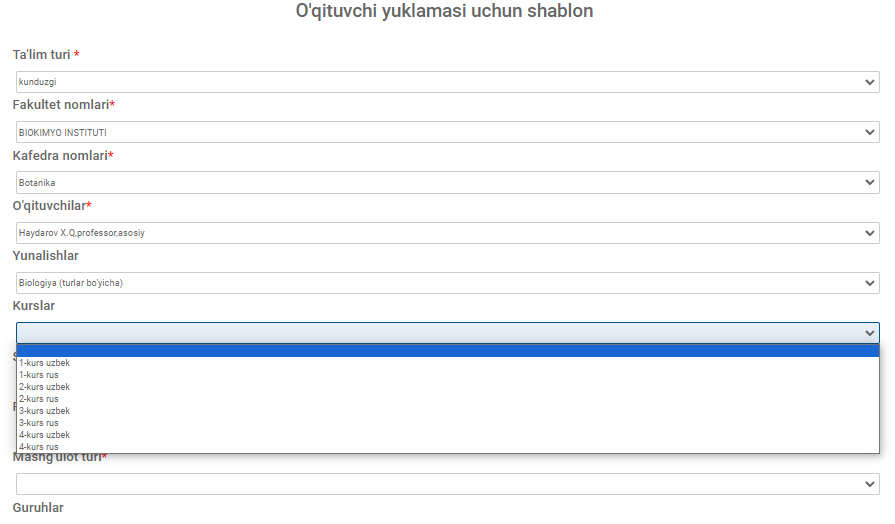 O'qituvchi yuklamasi uchun shablon
Ta'lim turi *
kunduzgi
Fakultet nomlari*
BIOKIMYO INSTITUTI
Kafedra nomlari*
Botanika
O'qituvchilar*
Haydarov X.Q,professor,asosiy
Yunalishlar
Biologiya (turlar bo'yicha)
Kurslar
1-kurs uzbek
1-kurs rus
2-kurs uzbek
2-kurs rus
3-kurs uzbek
3-kurs rus
4-kurs uzbek
4-kurs rus
Mashg'ulot turi*
Guruhlar